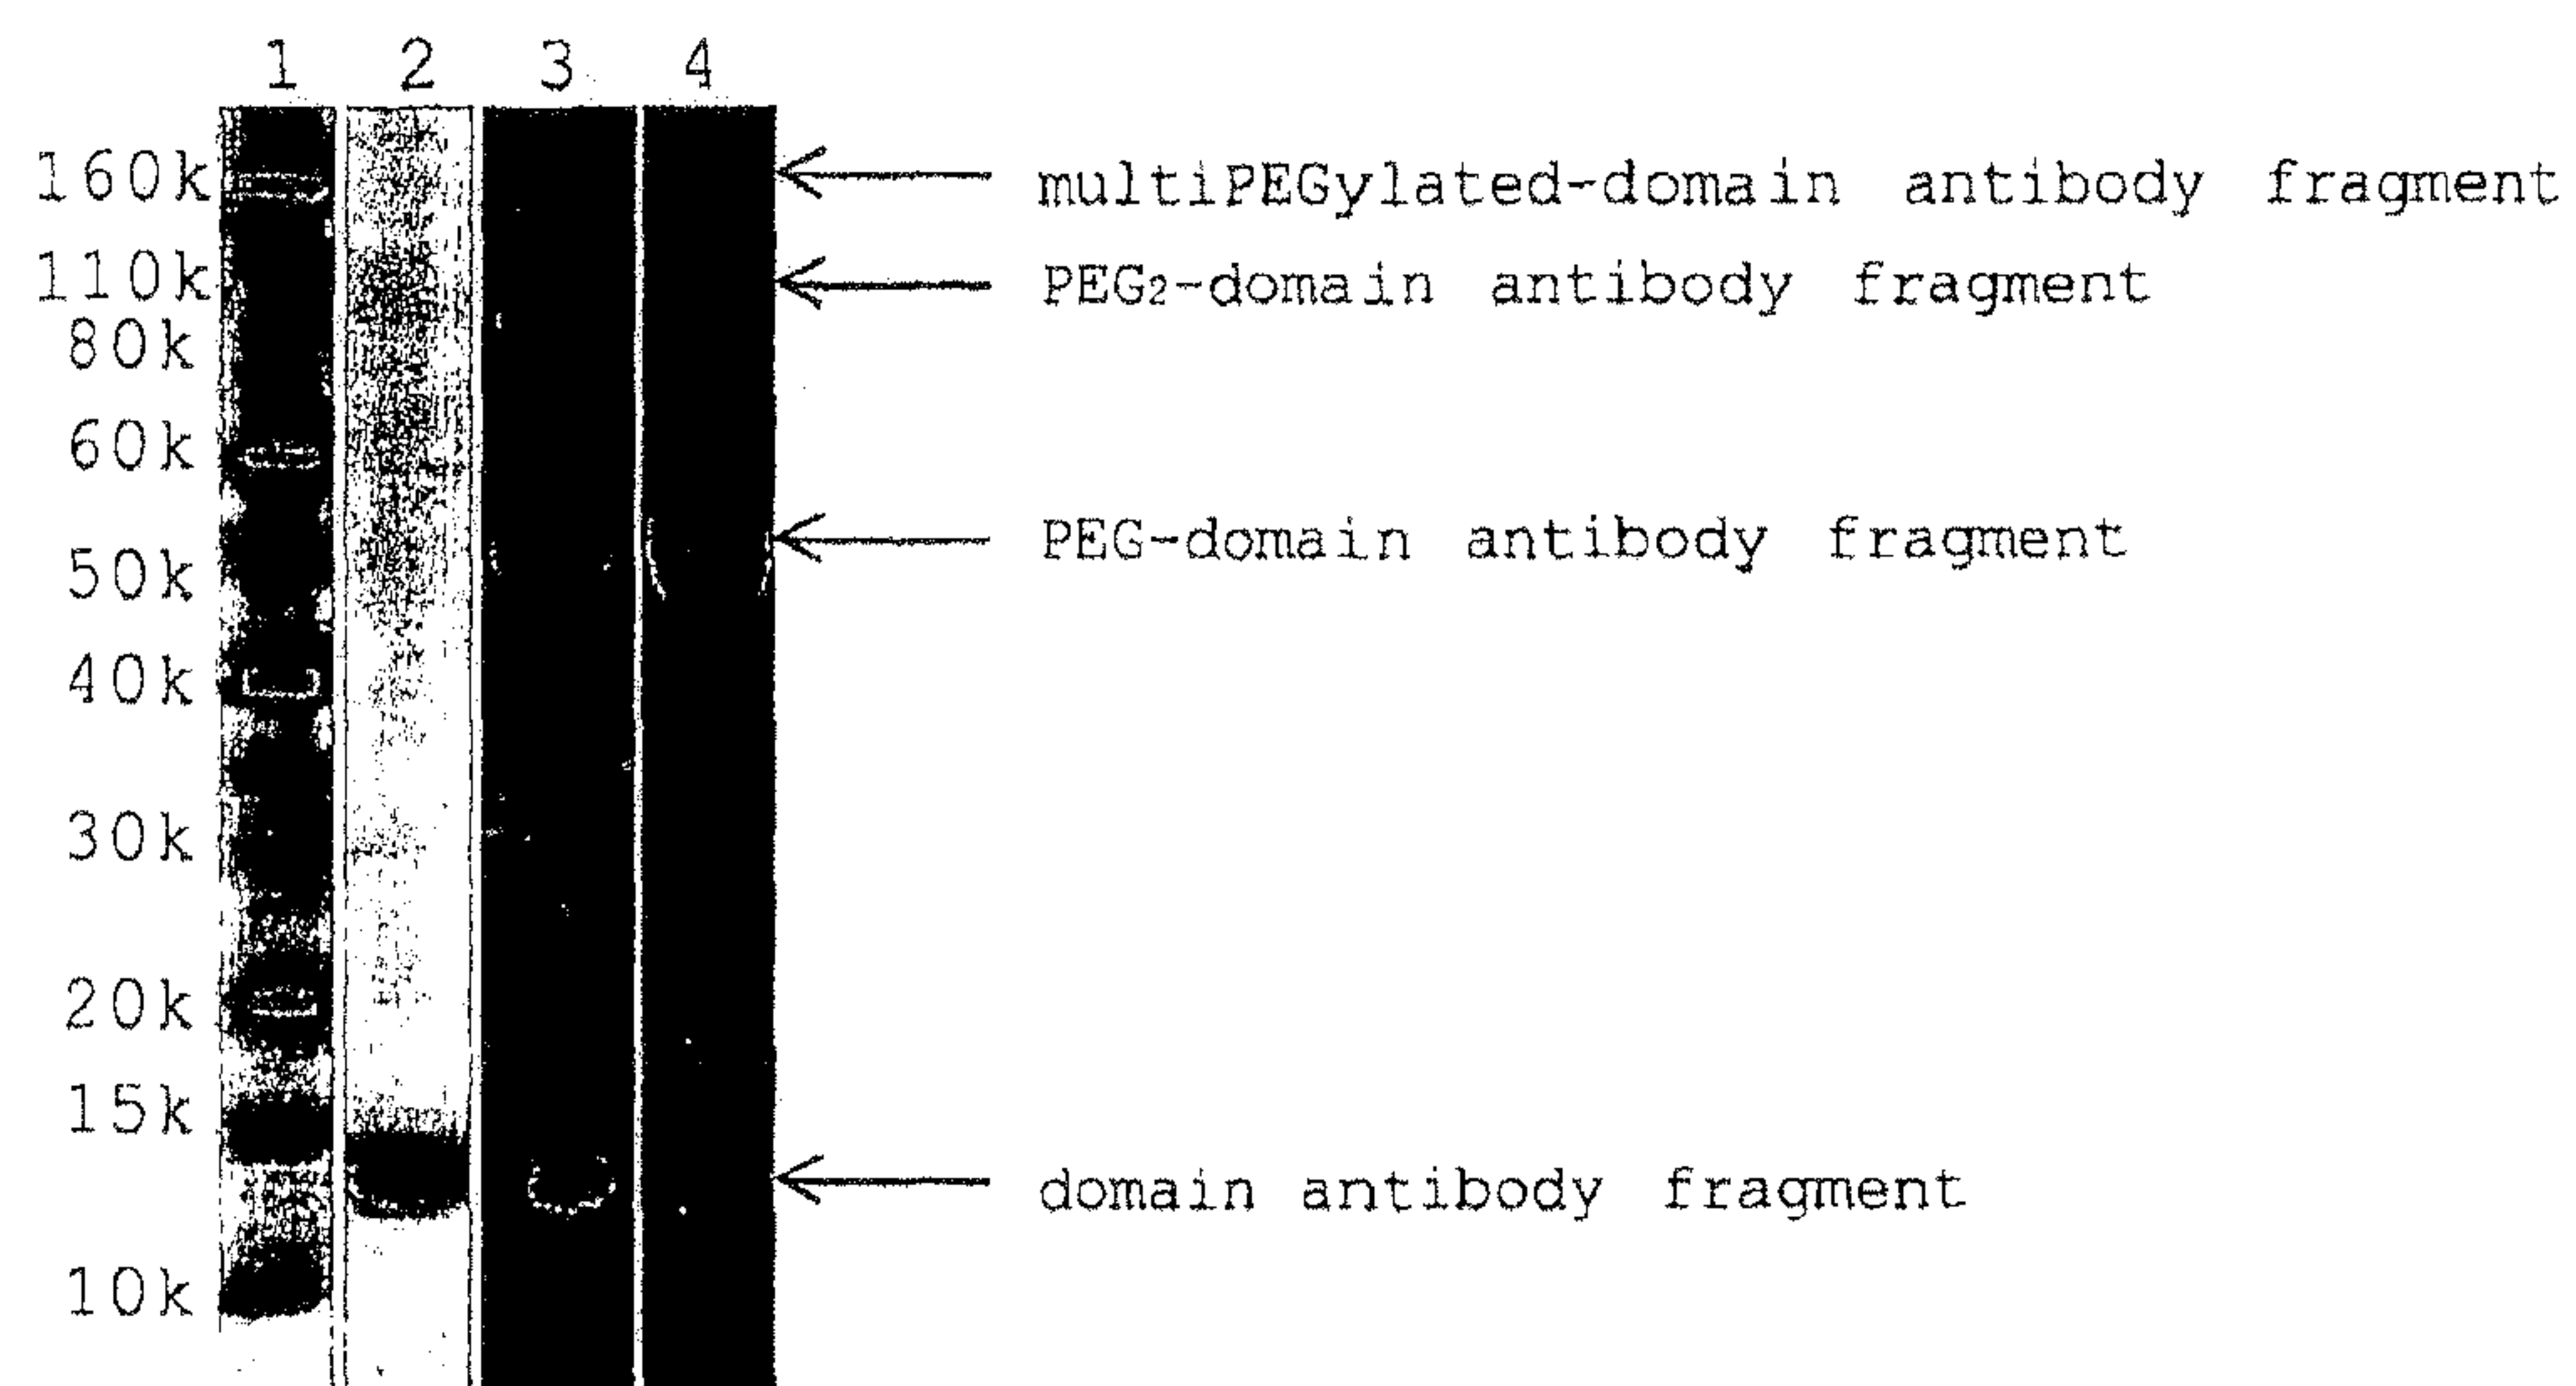 1 2 3 4
160k
multiPEGylated-domain antibody fragment
110k
PEG2-domain antibody fragment
80k
60k
PEG-domain antibody fragment
50k
40k
30k
20k
15k
domain antibody fragment
10k